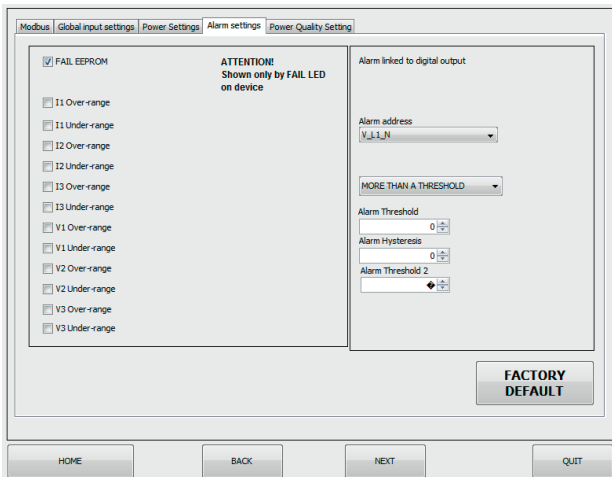 Modbus Global input settings Power Settings Alarm settings Power Quality Setting
FAIL EEPROM
ATTENTION!
Shown only by FAIL LED
on device
I1 Over-range
I1 Under-range
I2 Over-range
I2 Under-range
I3 Over-range
I3 Under-range
V1 Over-range
V1 Under-range
V2 Over-range
V2 Under-range
V3 Over-range
V3 Under-range
Alarm linked to digital output
Alarm address
V_L1_N
MORE THAN A THRESHOLD
Alarm Threshold
0
Alarm Hysteresis
0
Alarm Threshold 2
�
FACTORY
DEFAULT
HOME BACK NEXT QUIT